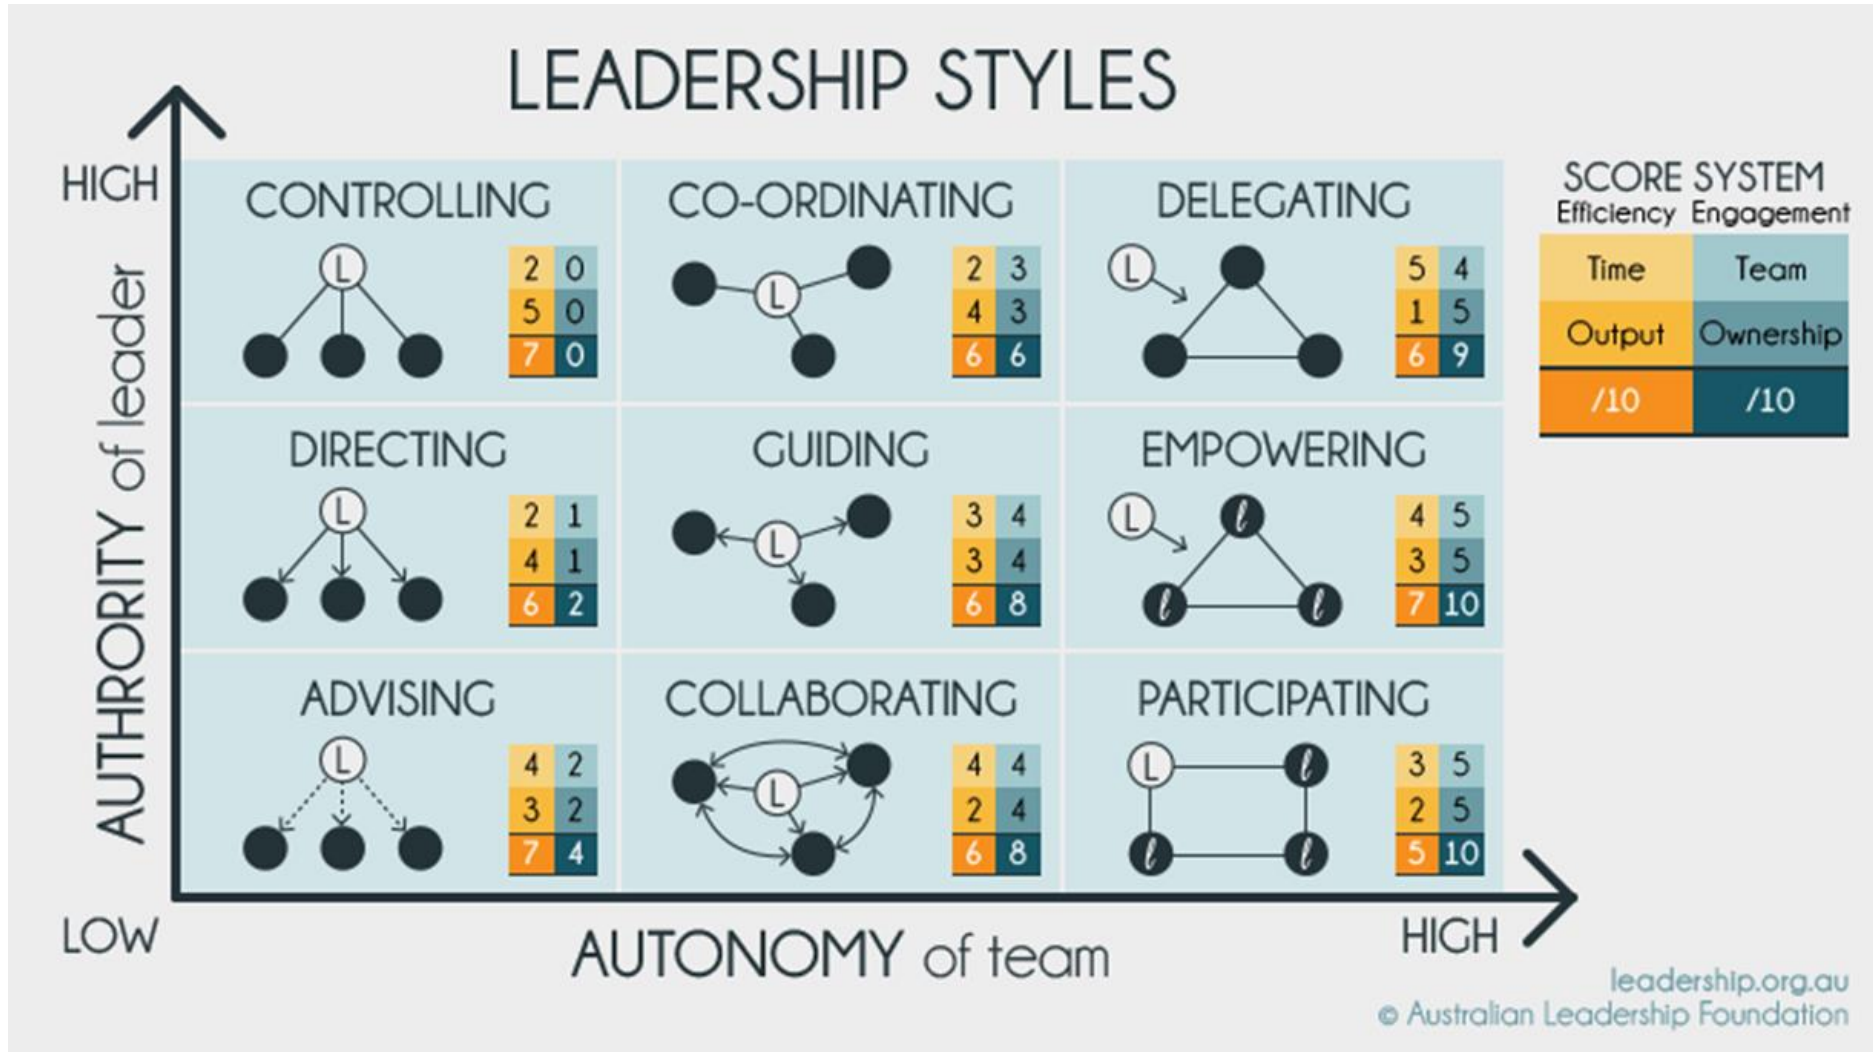 LEADERSHIP STYLES
HIGH
AUTHRORITY of leader
LOW
CONTROLLING
L
2 0
5 0
7 0
CO-ORDINATING
L
2 3
4 3
6 6
DELEGATING
L
5 4
1 5
6 9
DIRECTING
L
2 1
4 1
6 2
GUIDING
L
3 4
3 4
6 8
EMPOWERING
L
l
l
l
4 5
3 5
7 10
ADVISING
L
4 2
3 2
7 4
COLLABORATING
L
4 4
2 4
6 8
PARTICIPATING
L
l
l
l
3 5
2 5
5 10
AUTONOMY of team
HIGH
SCORE SYSTEM
Efficiency Engagement
Time Team
Output Ownership
/10 /10
leadership.org.au
© Australian Leadership Foundation